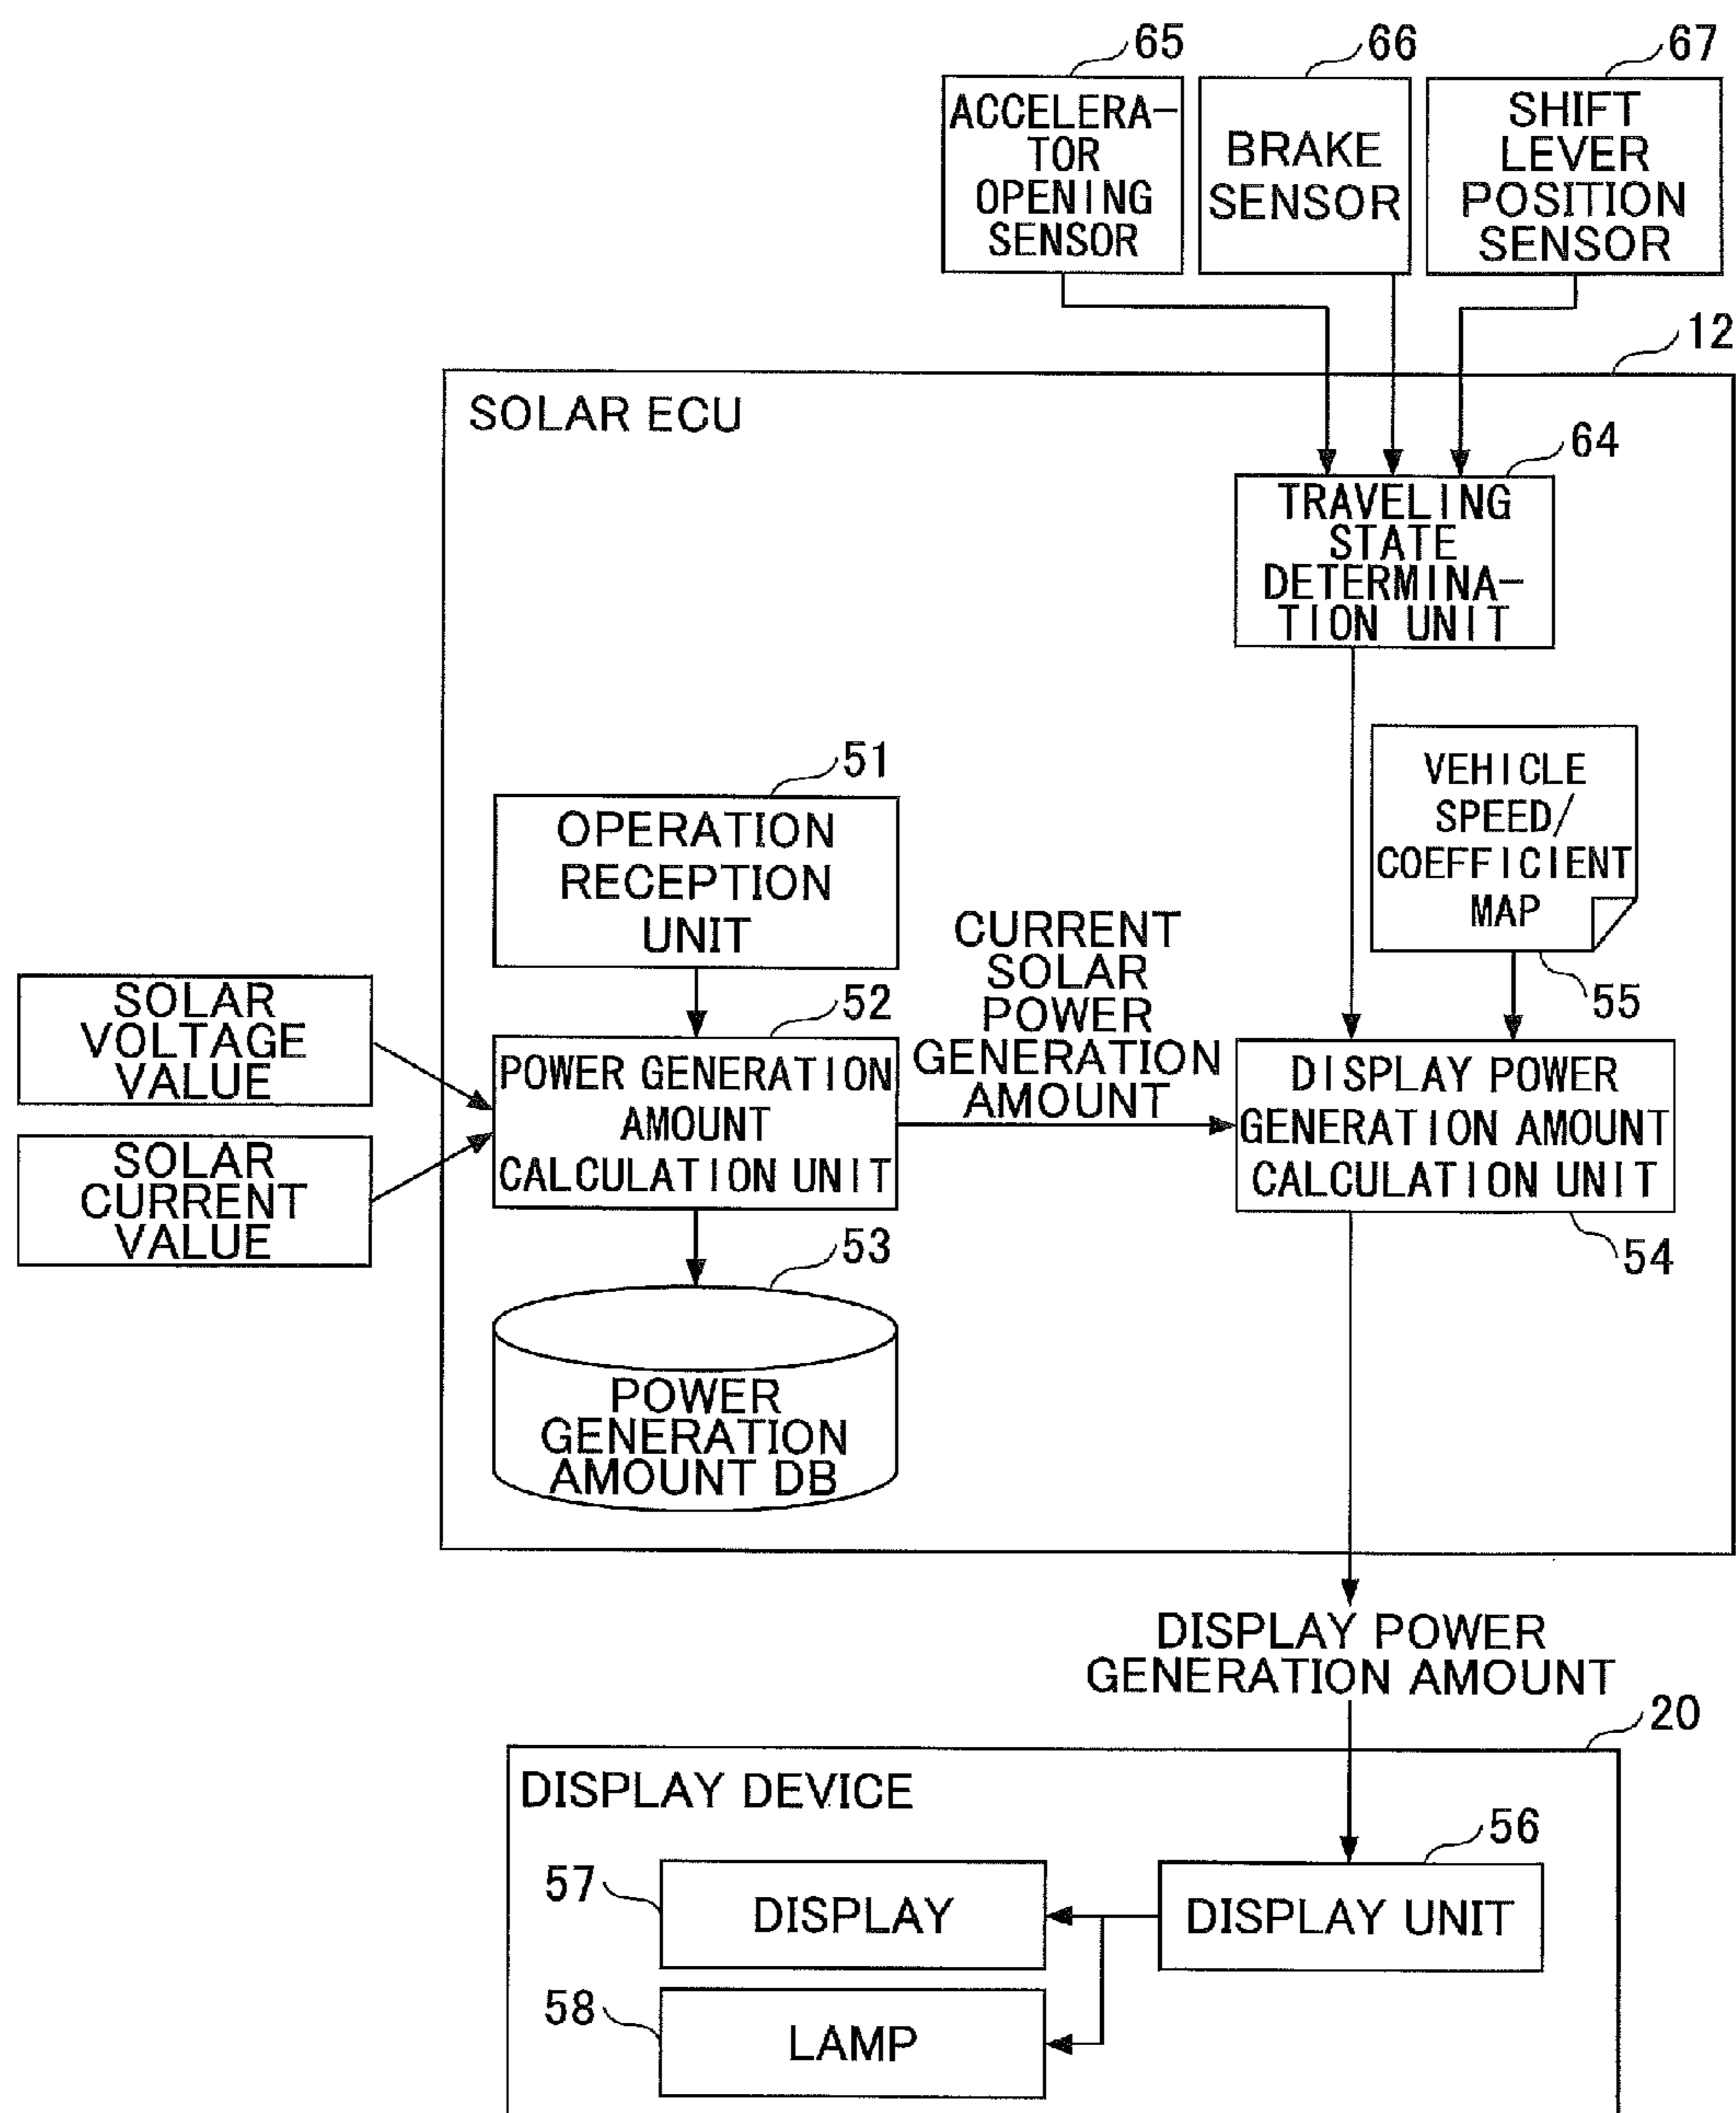 65
66
67
ACCELERA-
TOR
OPENING
SENSOR
BRAKE
SENSOR
SHIFT
LEVER
POSITION
SENSOR
12
SOLAR ECU
64
TRAVELING
STATE
DETERMINA-
TION UNIT
51
OPERATION
RECEPTION
UNIT
VEHICLE
SPEED/
COEFFICIENT
MAP
55
SOLAR
VOLTAGE
VALUE
SOLAR
CURRENT
VALUE
52
POWER GENERATION
AMOUNT
CALCULATION UNIT
CURRENT
SOLAR
POWER
GENERATION
AMOUNT
DISPLAY POWER
GENERATION AMOUNT
CALCULATION UNIT
54
53
POWER
GENERATION
AMOUNT DB
DISPLAY POWER
GENERATION AMOUNT
20
DISPLAY DEVICE
56
57
DISPLAY
DISPLAY UNIT
58
LAMP